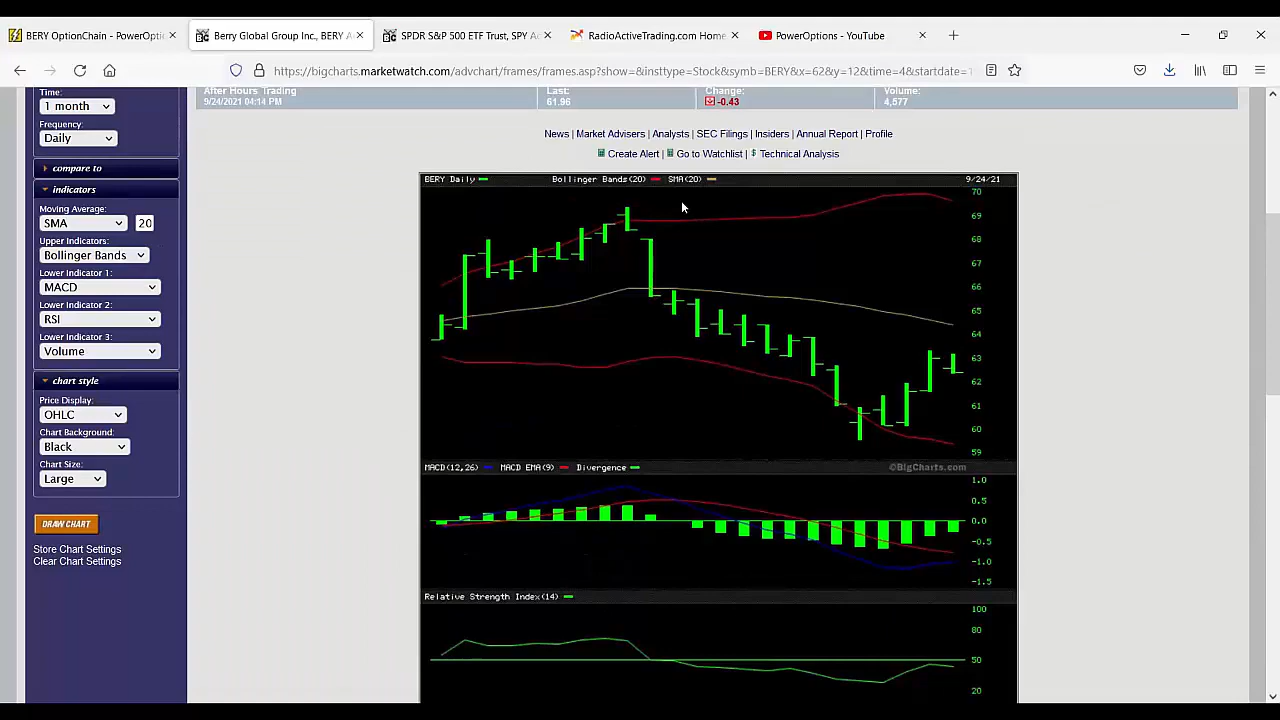 BERY OptionChain - PowerOpti
Berry Global Group Inc., BERY A
SPDR S&P 500 ETF Trust, SPY A
RadioActiveTrading.com Home
PowerOptions - YouTube
https://bigcharts.marketwatch.com/advchart/frames/frames.asp?show=&insttype=Stock&symb=BERY&x=62&y=12&time=4&startdate=1
Time:
1 month
Frequency:
Daily
compare to
indicators
Moving Average:
SMA
20
Upper Indicators:
Bollinger Bands
Lower Indicator 1:
MACD
Lower Indicator 2:
RSI
Lower Indicator 3:
Volume
chart style
Price Display:
OHLC
Chart Background:
Black
Chart Size:
Large
DRAW CHART
Store Chart Settings
Clear Chart Settings
After Hours Trading
9/24/2021 04:14 PM
Last:
61.96
Change:
-0.43
Volume:
4,577
News | Market Advisers | Analysts | SEC Filings | Insiders | Annual Report | Profile
Create Alert | Go to Watchlist | $ Technical Analysis
BERY Daily Bollinger Bands(20) SMA(20) 9/24/21
70
69
68
67
66
65
64
63
62
61
60
59
MACD(12,26) MACD EMA(9) Divergence ©BigCharts.com
1.0
0.5
0.0
-0.5
-1.0
-1.5
Relative Strength Index(14)
100
80
50
20